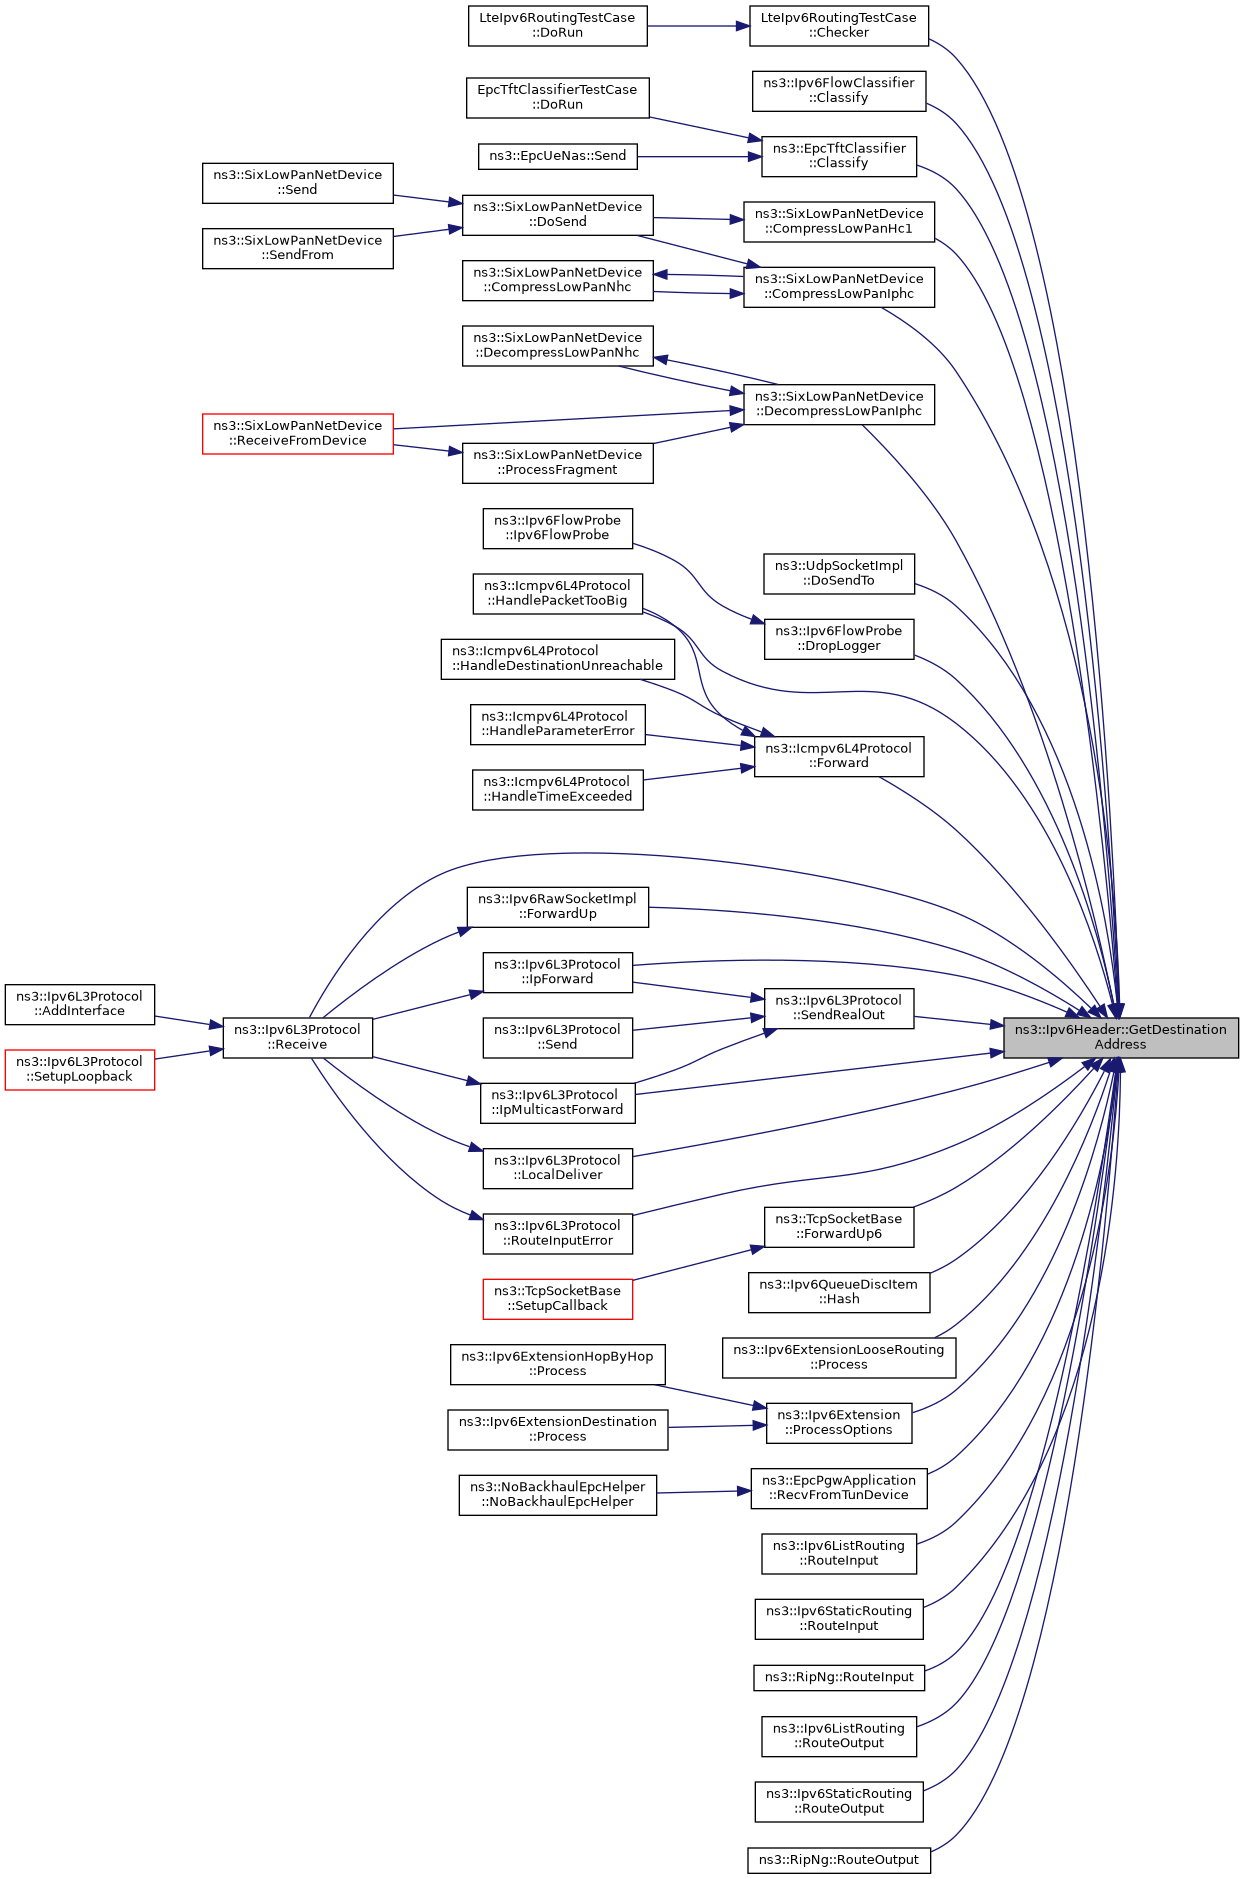 LteIpv6RoutingTestCase
::DoRun
LteIpv6RoutingTestCase
::Checker
ns3::Ipv6FlowClassifier
::Classify
EpcTftClassifierTestCase
::DoRun
ns3::EpcTftClassifier
::Classify
ns3::EpcUeNas::Send
ns3::SixLowPanNetDevice
::Send
ns3::SixLowPanNetDevice
::DoSend
ns3::SixLowPanNetDevice
::CompressLowPanHc1
ns3::SixLowPanNetDevice
::SendFrom
ns3::SixLowPanNetDevice
::CompressLowPanNhc
ns3::SixLowPanNetDevice
::CompressLowPanIphc
ns3::SixLowPanNetDevice
::DecompressLowPanNhc
ns3::SixLowPanNetDevice
::DecompressLowPanIphc
ns3::SixLowPanNetDevice
::ReceiveFromDevice
ns3::SixLowPanNetDevice
::ProcessFragment
ns3::Ipv6FlowProbe
::Ipv6FlowProbe
ns3::UdpSocketImpl
::DoSendTo
ns3::Icmpv6L4Protocol
::HandlePacketTooBig
ns3::Ipv6FlowProbe
::DropLogger
ns3::Icmpv6L4Protocol
::HandleDestinationUnreachable
ns3::Icmpv6L4Protocol
::HandleParameterError
ns3::Icmpv6L4Protocol
::Forward
ns3::Icmpv6L4Protocol
::HandleTimeExceeded
ns3::Ipv6RawSocketImpl
::ForwardUp
ns3::Ipv6L3Protocol
::IpForward
ns3::Ipv6L3Protocol
::AddInterface
ns3::Ipv6L3Protocol
::SendRealOut
ns3::Ipv6L3Protocol
::Receive
ns3::Ipv6L3Protocol
::Send
ns3::Ipv6Header::GetDestination
Address
ns3::Ipv6L3Protocol
::SetupLoopback
ns3::Ipv6L3Protocol
::IpMulticastForward
ns3::Ipv6L3Protocol
::LocalDeliver
ns3::Ipv6L3Protocol
::RouteInputError
ns3::TcpSocketBase
::ForwardUp6
ns3::TcpSocketBase
::SetupCallback
ns3::Ipv6QueueDiscItem
::Hash
ns3::Ipv6ExtensionLooseRouting
::Process
ns3::Ipv6ExtensionHopByHop
::Process
ns3::Ipv6Extension
::ProcessOptions
ns3::Ipv6ExtensionDestination
::Process
ns3::NoBackhaulEpcHelper
::NoBackhaulEpcHelper
ns3::EpcPgwApplication
::RecvFromTunDevice
ns3::Ipv6ListRouting
::RouteInput
ns3::Ipv6StaticRouting
::RouteInput
ns3::RipNg::RouteInput
ns3::Ipv6ListRouting
::RouteOutput
ns3::Ipv6StaticRouting
::RouteOutput
ns3::RipNg::RouteOutput